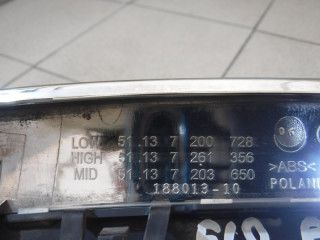 LOW 51.13 7 200 728
HIGH 51.13 7 261 356
MID 51.13 7 203 650
188013-10
>ABS<
POLAND